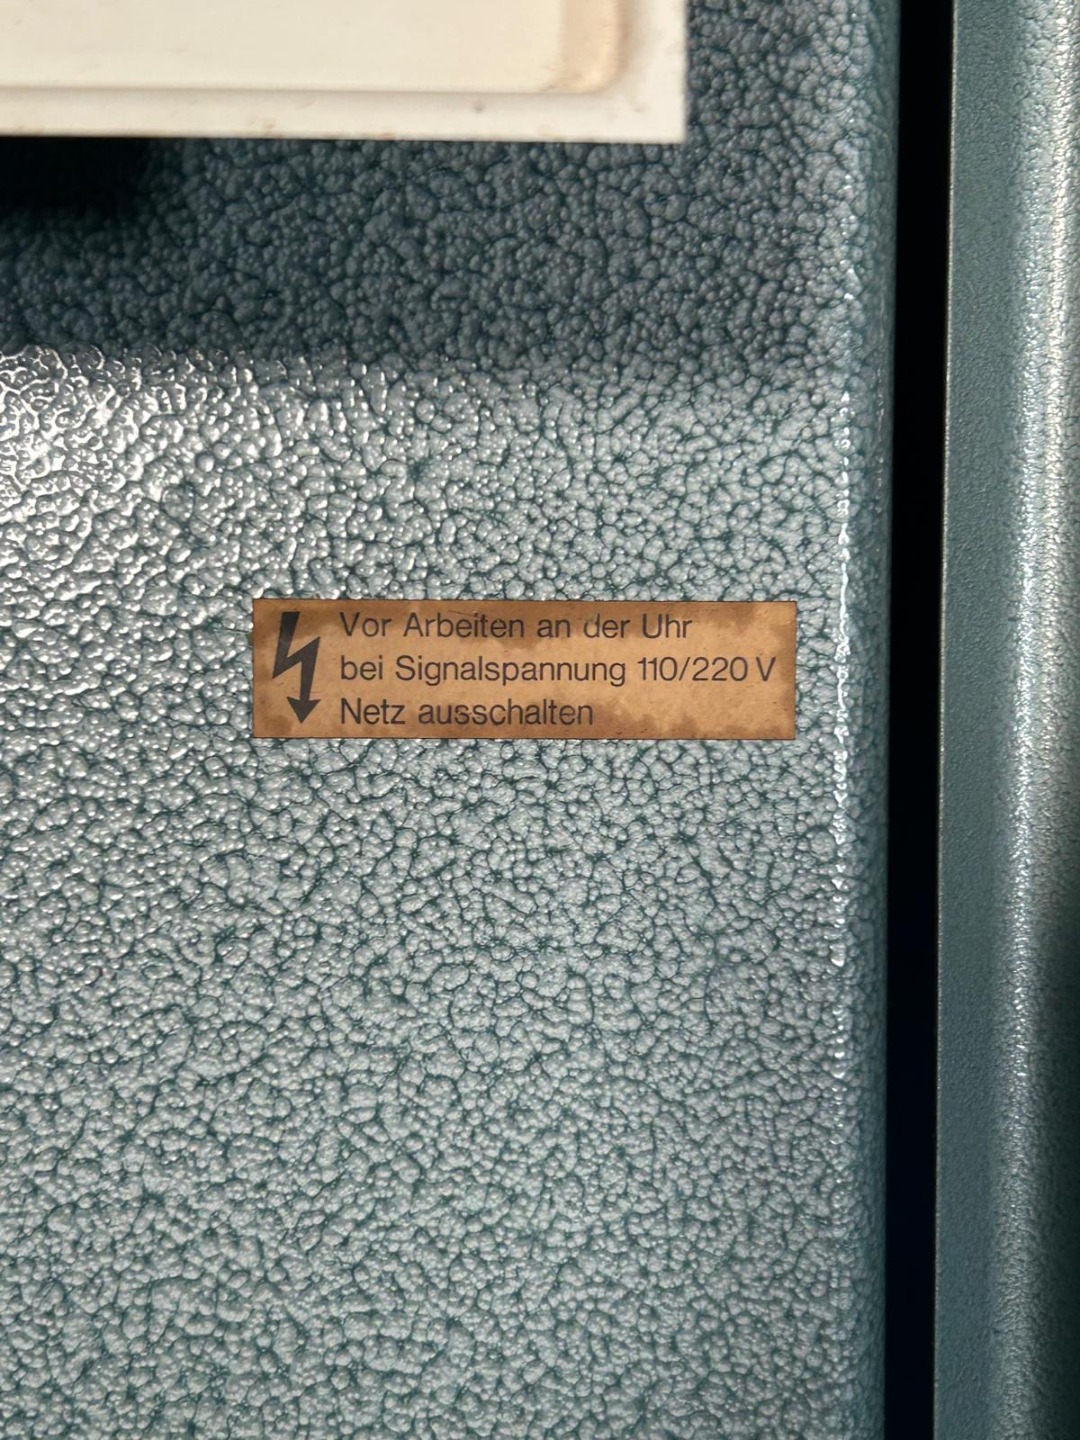 Vor Arbeiten an der Uhr
bei Signalspannung 110/220 V
Netz ausschalten